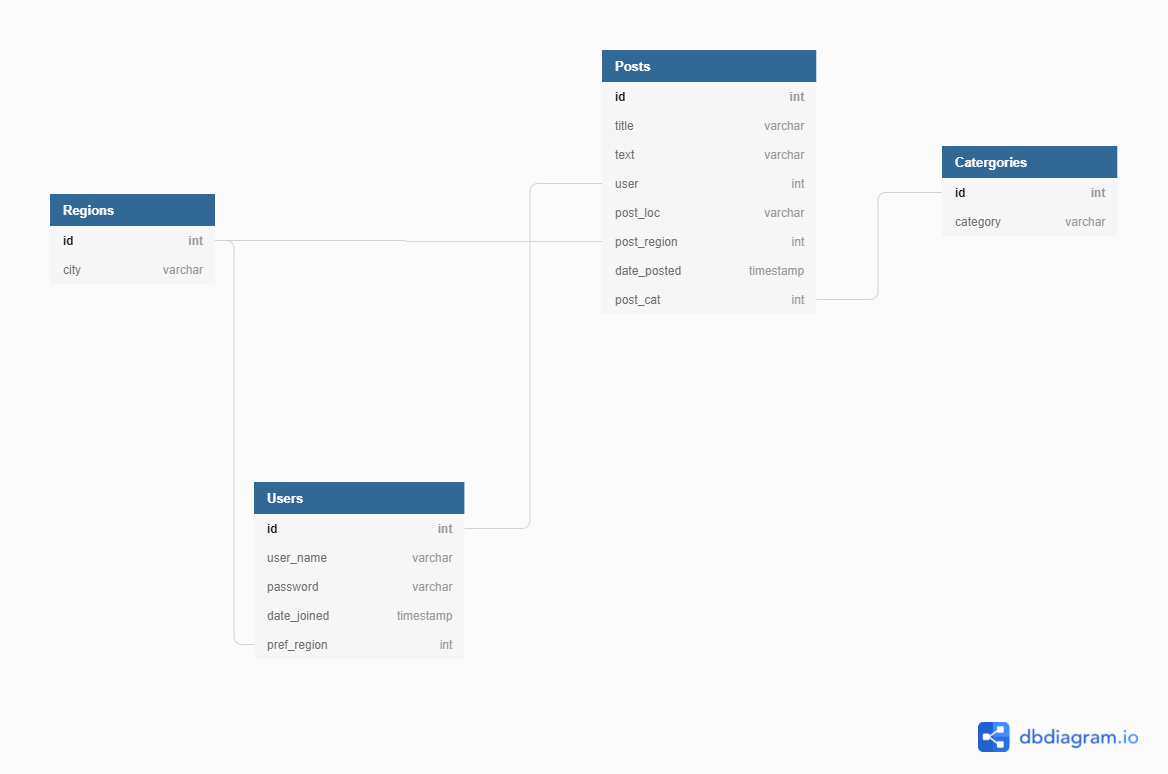 Posts
id int
title varchar
text varchar
user int
post_loc varchar
post_region int
date_posted timestamp
post_cat int
Catergories
id int
category varchar
Regions
id int
city varchar
Users
id int
user_name varchar
password varchar
date_joined timestamp
pref_region int
dbdiagram.io